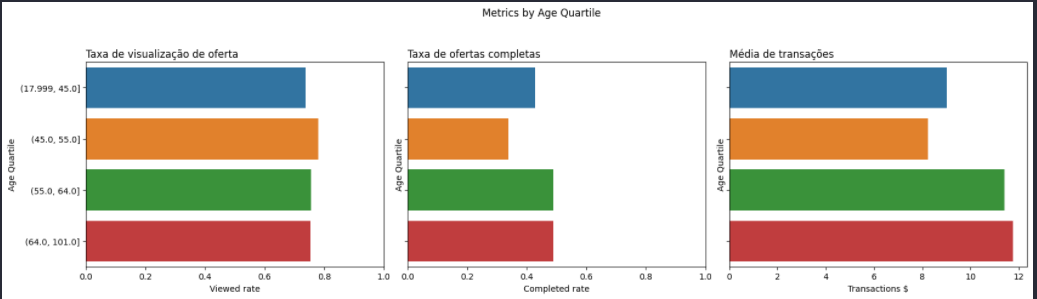 Metrics by Age Quartile
Taxa de visualização de oferta
Taxa de ofertas completas
Média de transações
(17.999, 45.0]
(45.0, 55.0]
(55.0, 64.0]
(64.0, 101.0]
Age Quartile
Age Quartile
Age Quartile
0.0 0.2 0.4 0.6 0.8 1.0
0.0 0.2 0.4 0.6 0.8 1.0
0 2 4 6 8 10 12
Viewed rate
Completed rate
Transactions $